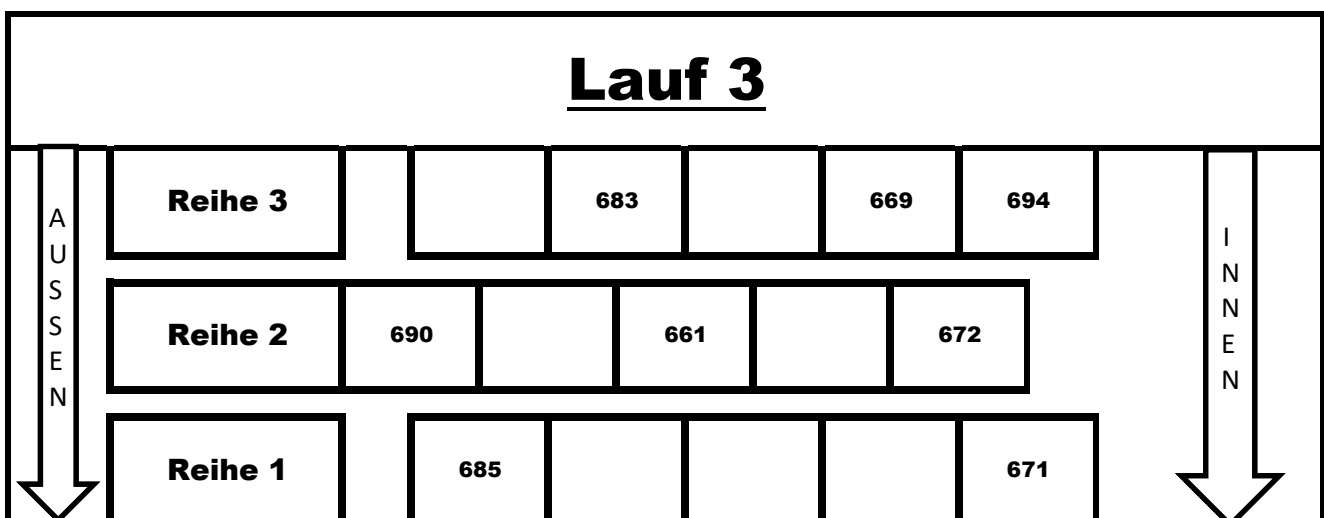 Lauf 3
AUSSEN
Reihe 3 683 669 694
Reihe 2 690 661 672
Reihe 1 685 671
INNEN